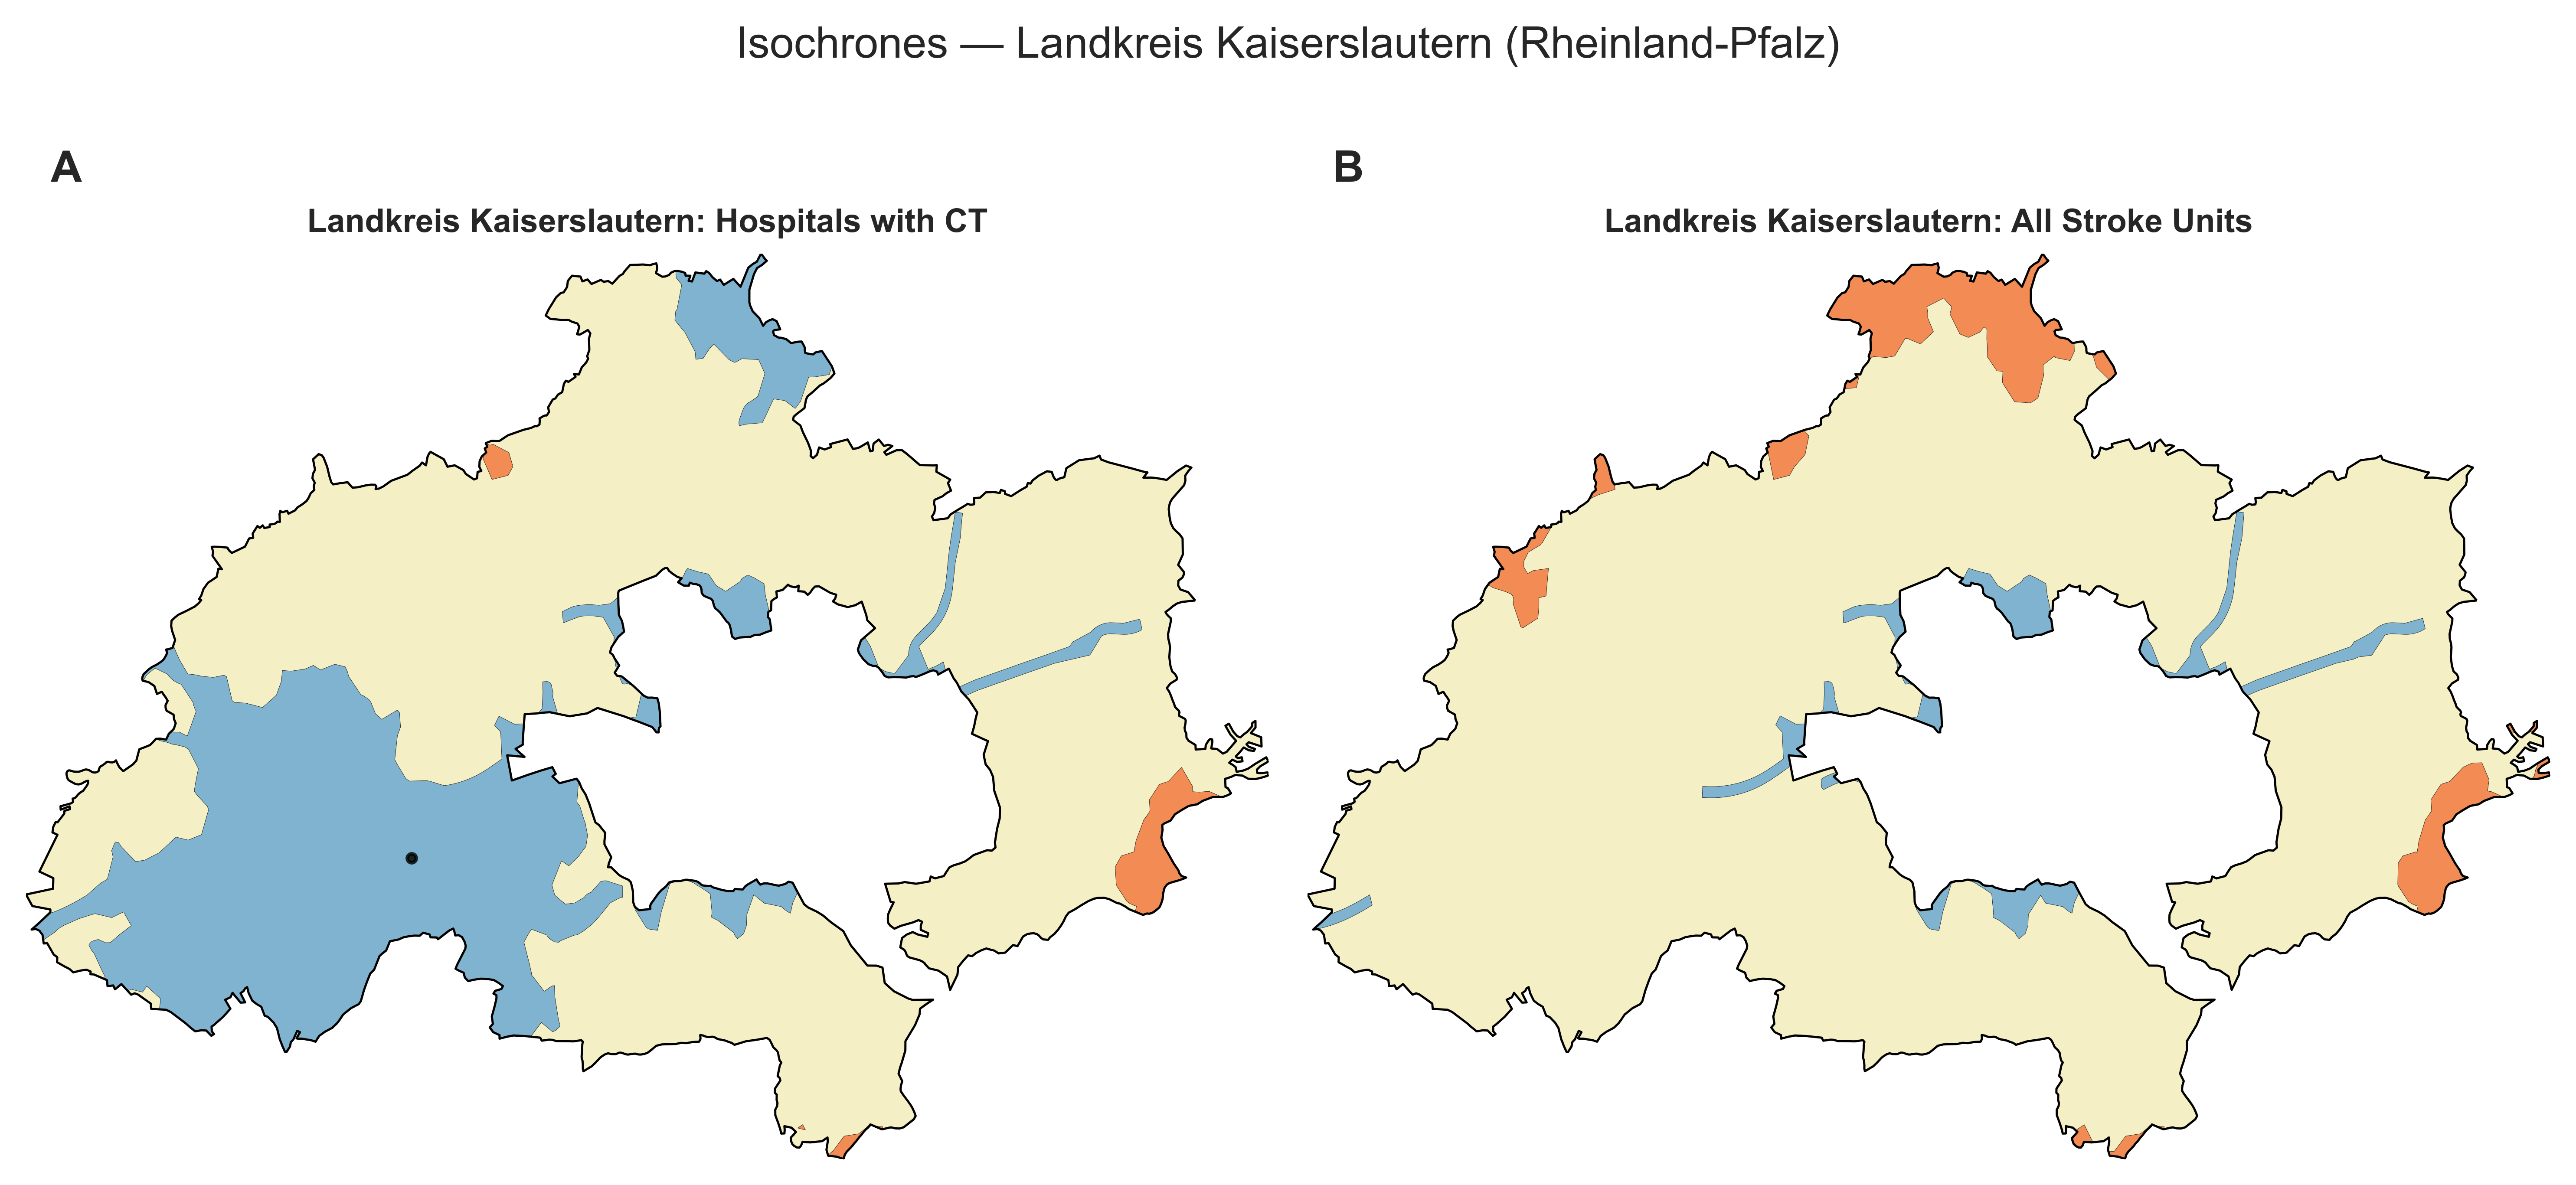 Isochrones — Landkreis Kaiserslautern (Rheinland-Pfalz)
A
B
Landkreis Kaiserslautern: Hospitals with CT
Landkreis Kaiserslautern: All Stroke Units